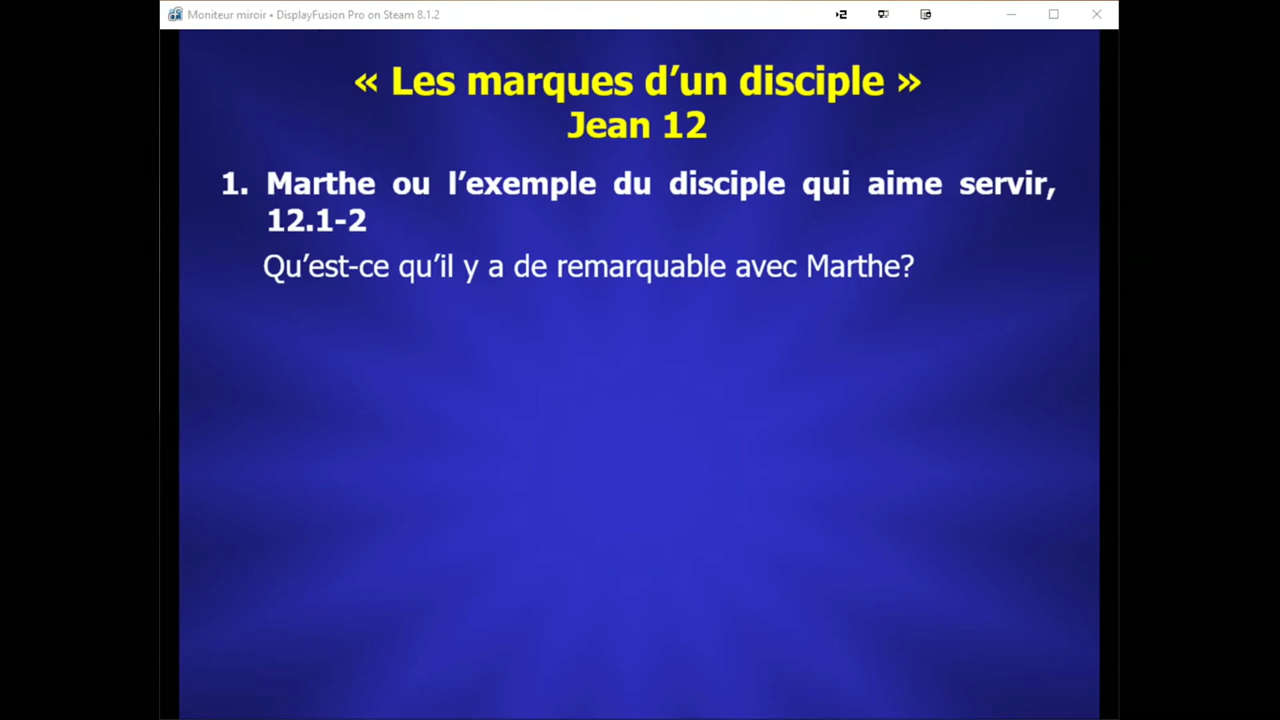 Moniteur miroir • DisplayFusion Pro on Steam 8.1.2
« Les marques d’un disciple »
Jean 12
1. Marthe ou l’exemple du disciple qui aime servir,
12.1-2
Qu’est-ce qu’il y a de remarquable avec Marthe?